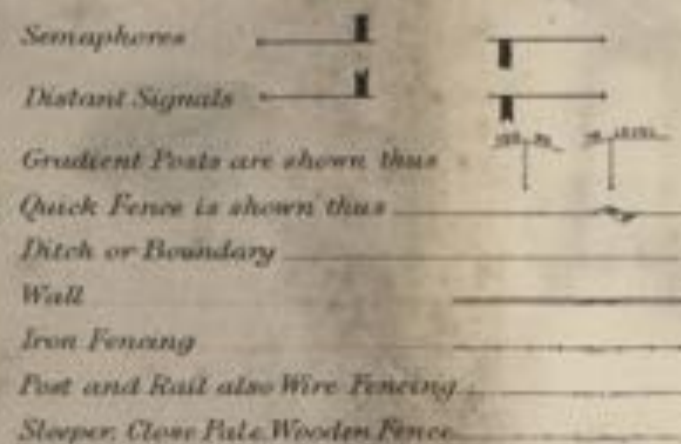 Semaphores
Distant Signals
Gradient Posts are shown thus
Quick Fence is shown thus
Ditch or Boundary
Wall
Iron Fencing
Post and Rail also Wire Fencing
Sleeper, Close Pale, Wooden Fence